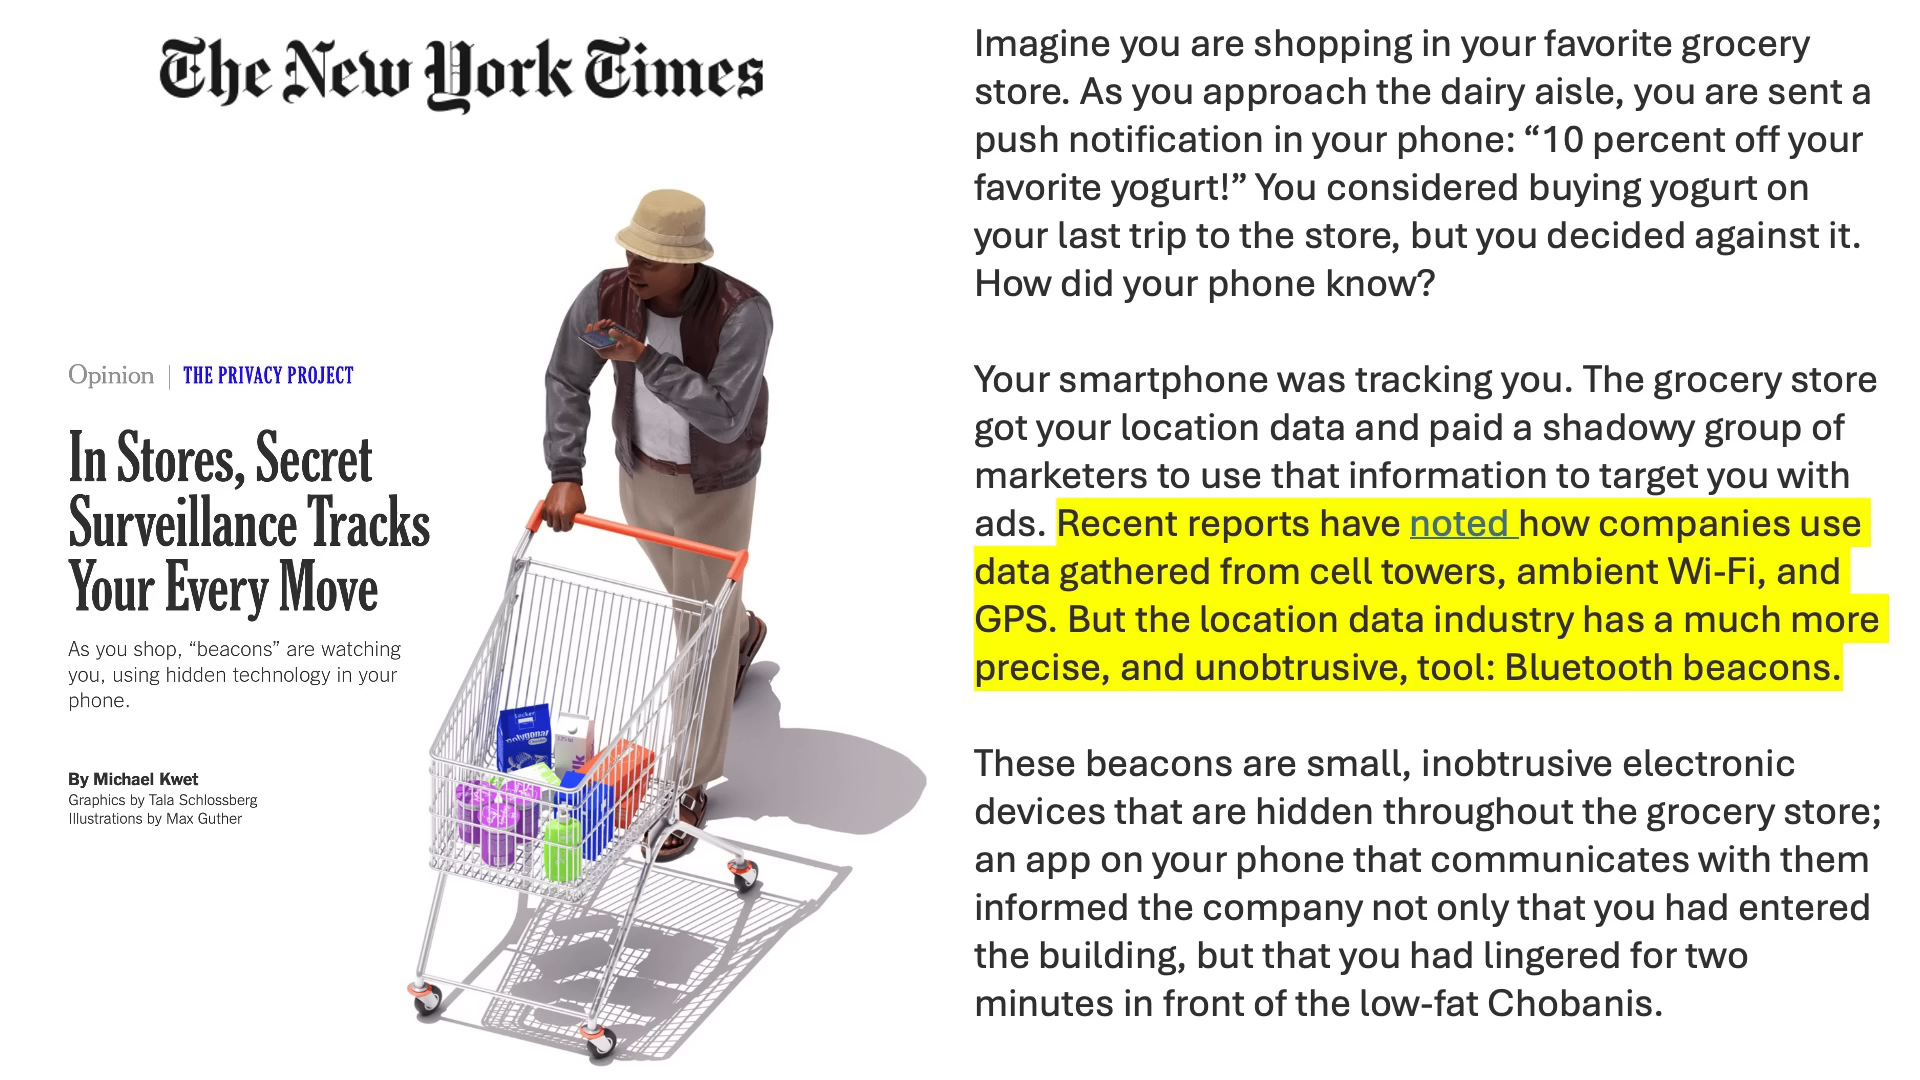 The New York Times
Opinion | THE PRIVACY PROJECT
In Stores, Secret
Surveillance Tracks
Your Every Move
As you shop, “beacons” are watching
you, using hidden technology in your
phone.
By Michael Kwet
Graphics by Tala Schlossberg
Illustrations by Max Guther
Imagine you are shopping in your favorite grocery
store. As you approach the dairy aisle, you are sent a
push notification in your phone: “10 percent off your
favorite yogurt!” You considered buying yogurt on
your last trip to the store, but you decided against it.
How did your phone know?
Your smartphone was tracking you. The grocery store
got your location data and paid a shadowy group of
marketers to use that information to target you with
ads. Recent reports have noted how companies use
data gathered from cell towers, ambient Wi-Fi, and
GPS. But the location data industry has a much more
precise, and unobtrusive, tool: Bluetooth beacons.
These beacons are small, inobtrusive electronic
devices that are hidden throughout the grocery store;
an app on your phone that communicates with them
informed the company not only that you had entered
the building, but that you had lingered for two
minutes in front of the low-fat Chobanis.